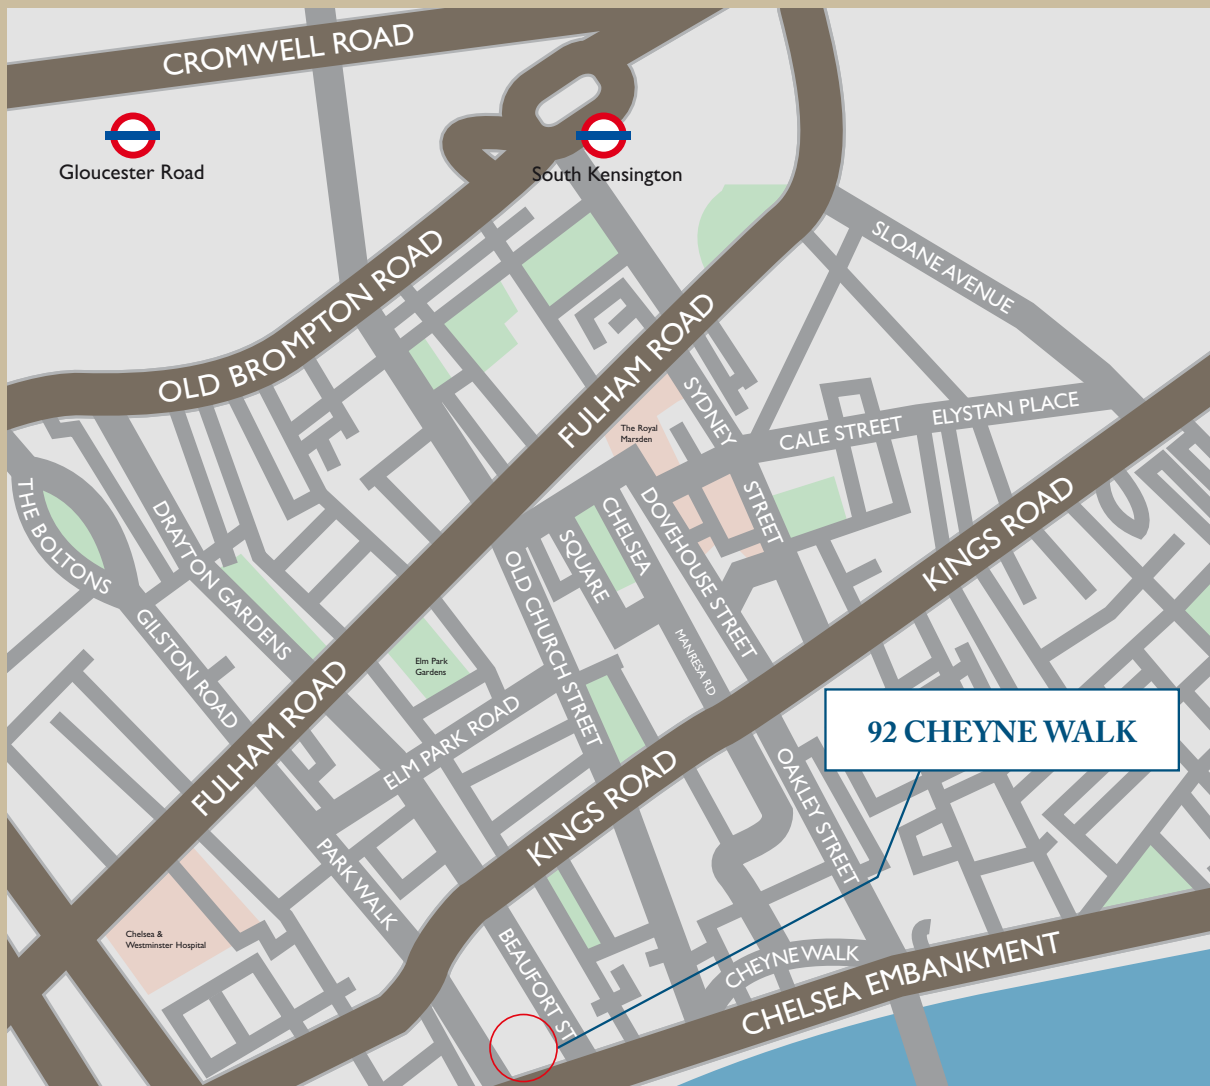 CROMWELL ROAD
Gloucester Road
South Kensington
SLOANE AVENUE
OLD BROMPTON ROAD
FULHAM ROAD
SYDNEY
STREET
The Royal
Marsden
CALE STREET
ELYSTAN PLACE
THE BOLTONS
DRAYTON GARDENS
GILSTON ROAD
CHELSEA
SQUARE
DOVEHOUSE STREET
OLD CHURCH STREET
MANRESA RD
KINGS ROAD
Elm Park
Gardens
FULHAM ROAD
ELM PARK ROAD
KINGS ROAD
92 CHEYNE WALK
OAKLEY STREET
PARK WALK
Chelsea &
Westminster Hospital
BEAUFORT ST
CHEYNE WALK
CHELSEA EMBANKMENT